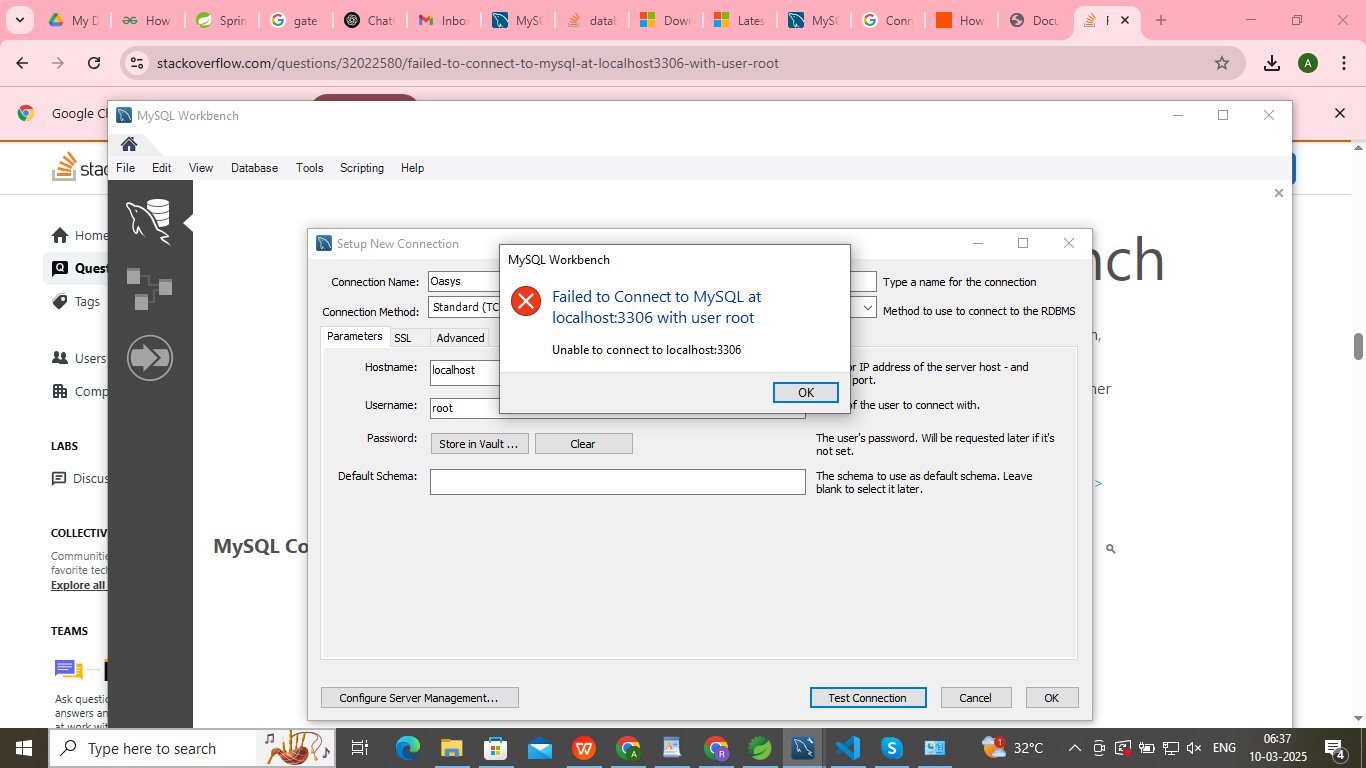 My D
How
Sprin
gate
Chat
Inbo
MySQ
datab
Dow
Lates
MySQ
Conn
How
Docu
F
stackoverflow.com/questions/32022580/failed-to-connect-to-mysql-at-localhost3306-with-user-root
A
Google Ch
MySQL Workbench
File Edit View Database Tools Scripting Help
stac
Home
Quest
Tags
Users
Comp
LABS
Discus
COLLECTIV
Communitie
favorite tech
Explore all
TEAMS
Ask questio
answers an
at work with
nch
MySQL Co
>
Setup New Connection
Connection Name: Oasys Type a name for the connection
Connection Method: Standard (TC Method to use to connect to the RDBMS
Parameters SSL Advanced
Hostname: localhost or IP address of the server host - and
port.
Username: root of the user to connect with.
Password: Store in Vault ... Clear The user's password. Will be requested later if it's
not set.
Default Schema: The schema to use as default schema. Leave
blank to select it later.
MySQL Workbench
Failed to Connect to MySQL at
localhost:3306 with user root
Unable to connect to localhost:3306
OK
Configure Server Management... Test Connection Cancel OK
Type here to search
1 32°C ENG 06:37
10-03-2025 4